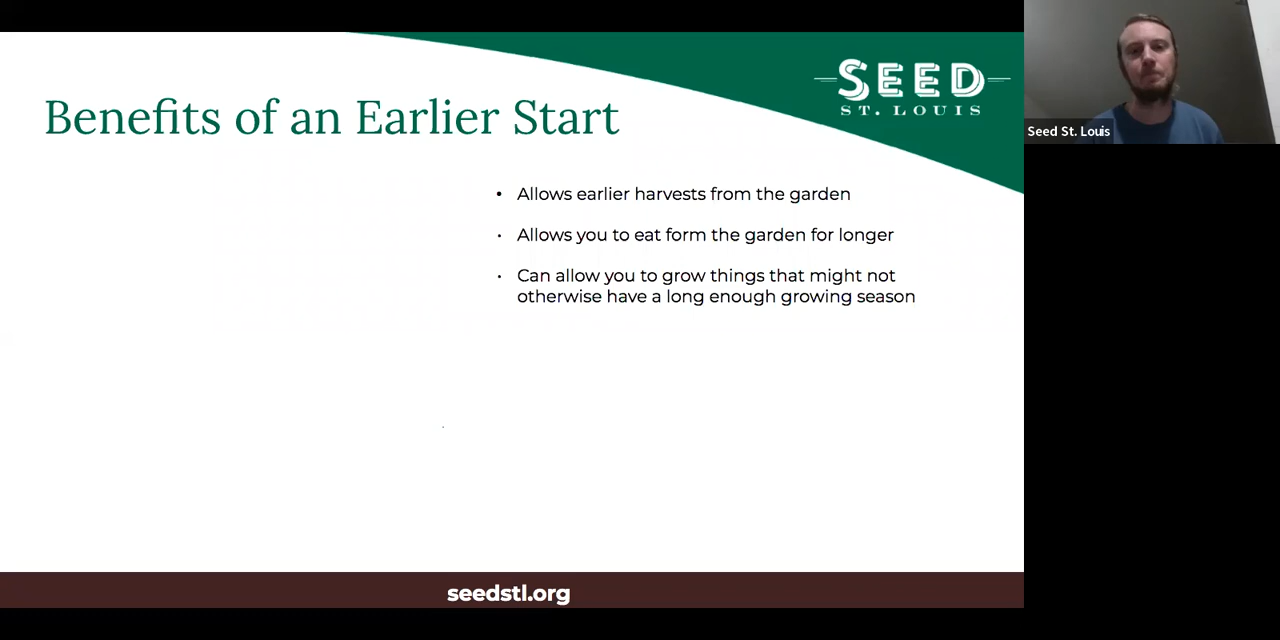 SEED
ST. LOUIS
Benefits of an Earlier Start
Seed St. Louis
• Allows earlier harvests from the garden
• Allows you to eat form the garden for longer
• Can allow you to grow things that might not
otherwise have a long enough growing season
seedstl.org